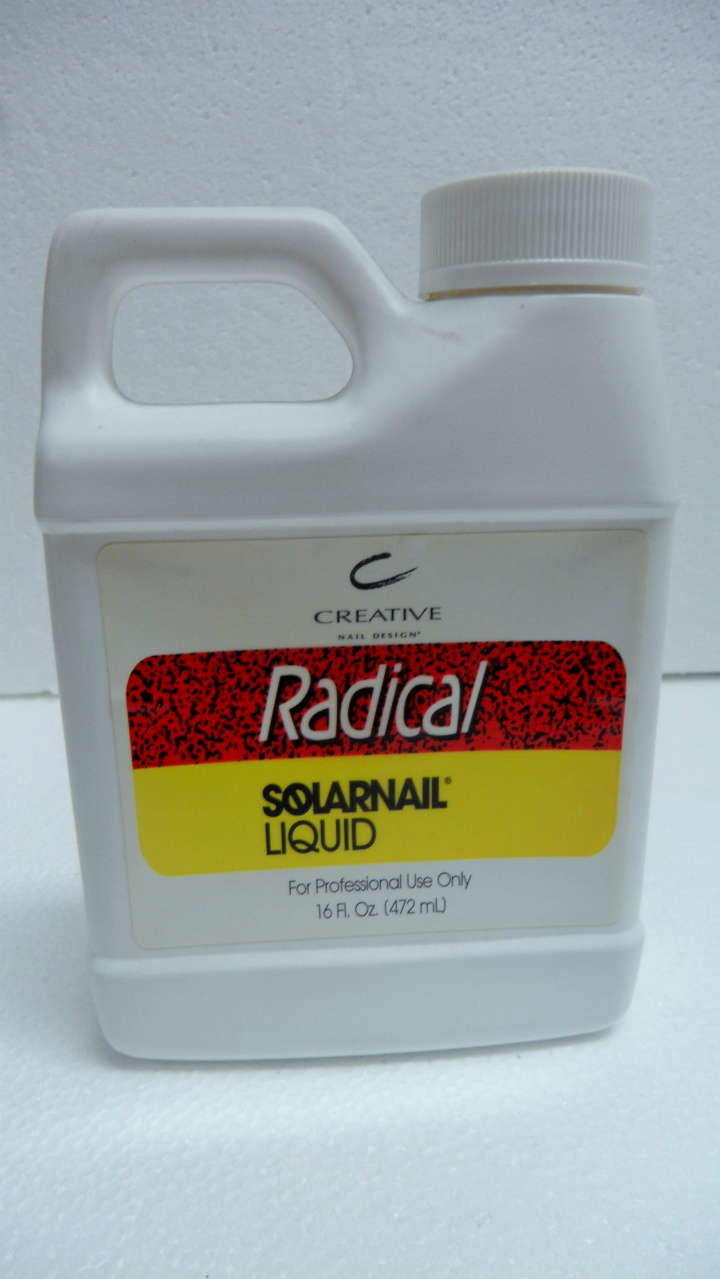 CREATIVE
NAIL DESIGN®
Radical
SOLARNAIL®
LIQUID
For Professional Use Only
16 Fl. Oz. (472 mL)